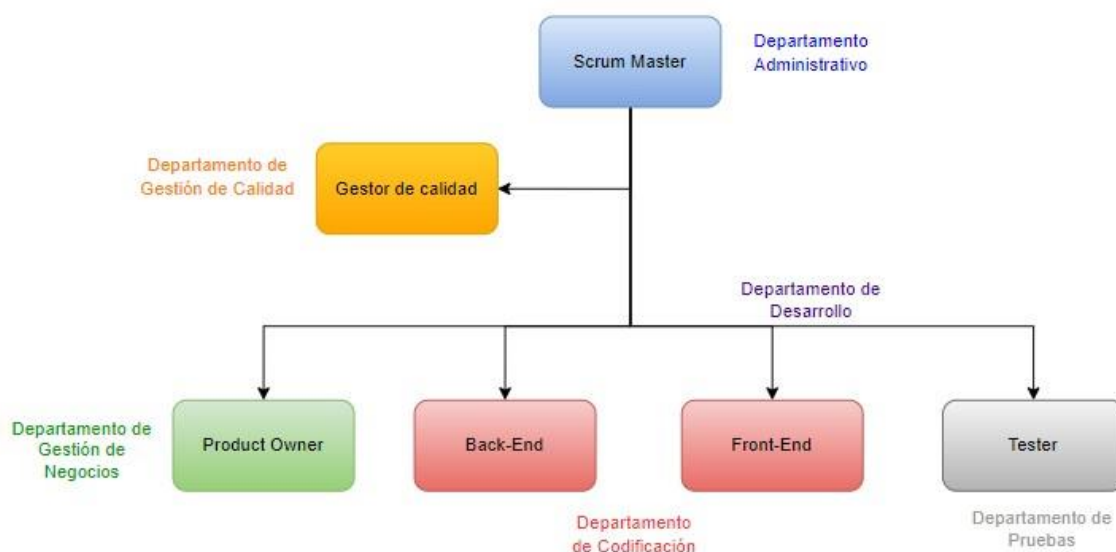 Scrum Master
Departamento
Administrativo
Departamento de
Gestión de Calidad
Gestor de calidad
Departamento de
Desarrollo
Departamento de
Gestión de
Negocios
Product Owner
Back-End
Front-End
Tester
Departamento
de Codificación
Departamento de
Pruebas